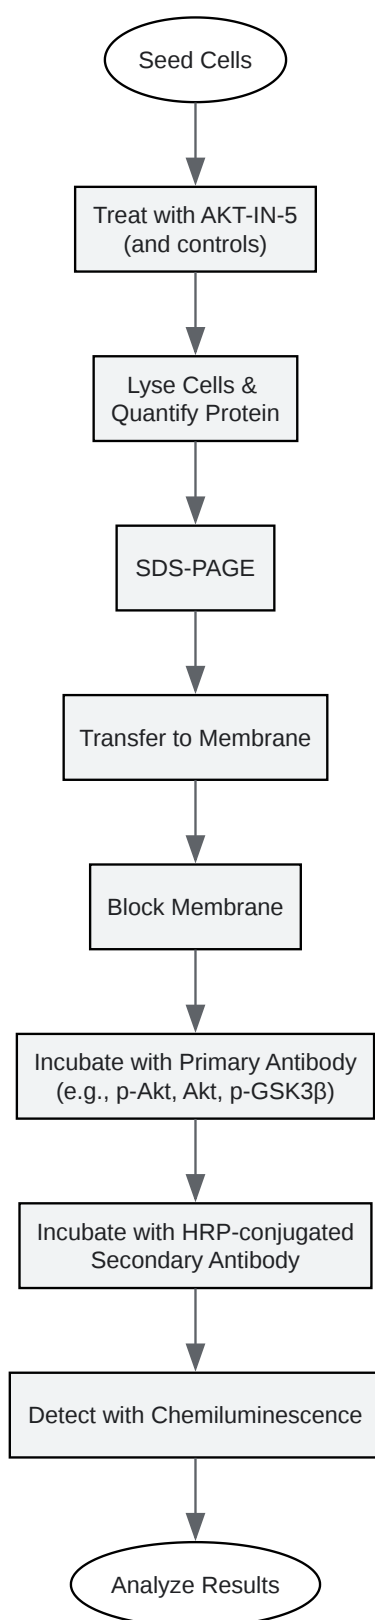 Seed Cells
Treat with AKT-IN-5
(and controls)
Lyse Cells &
Quantify Protein
SDS-PAGE
Transfer to Membrane
Block Membrane
Incubate with Primary Antibody
(e.g., p-Akt, Akt, p-GSK3β)
Incubate with HRP-conjugated
Secondary Antibody
Detect with Chemiluminescence
Analyze Results